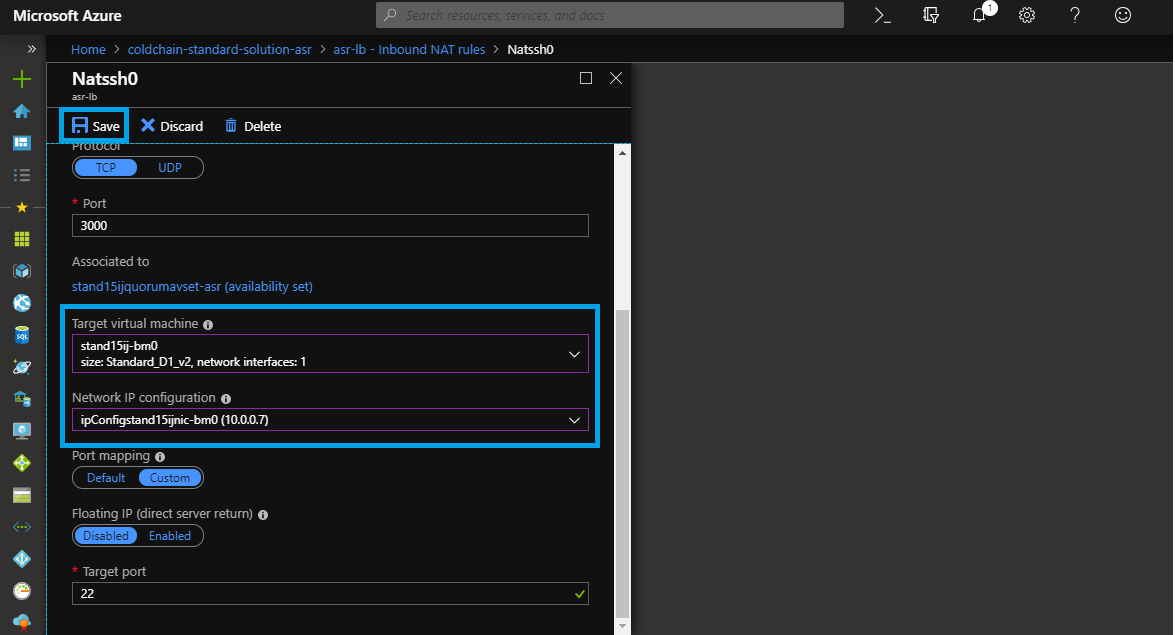 Microsoft Azure
Search resources, services, and docs
1
Home > coldchain-standard-solution-asr > asr-lb - Inbound NAT rules > Natssh0
Natssh0
asr-lb
Save Discard Delete
Protocol
TCP UDP
* Port
3000
Associated to
stand15ijquorumavset-asr (availability set)
Target virtual machine
stand15ij-bm0
size: Standard_D1_v2, network interfaces: 1
Network IP configuration
ipConfigstand15ijnic-bm0 (10.0.0.7)
Port mapping
Default Custom
Floating IP (direct server return)
Disabled Enabled
* Target port
22
SQL